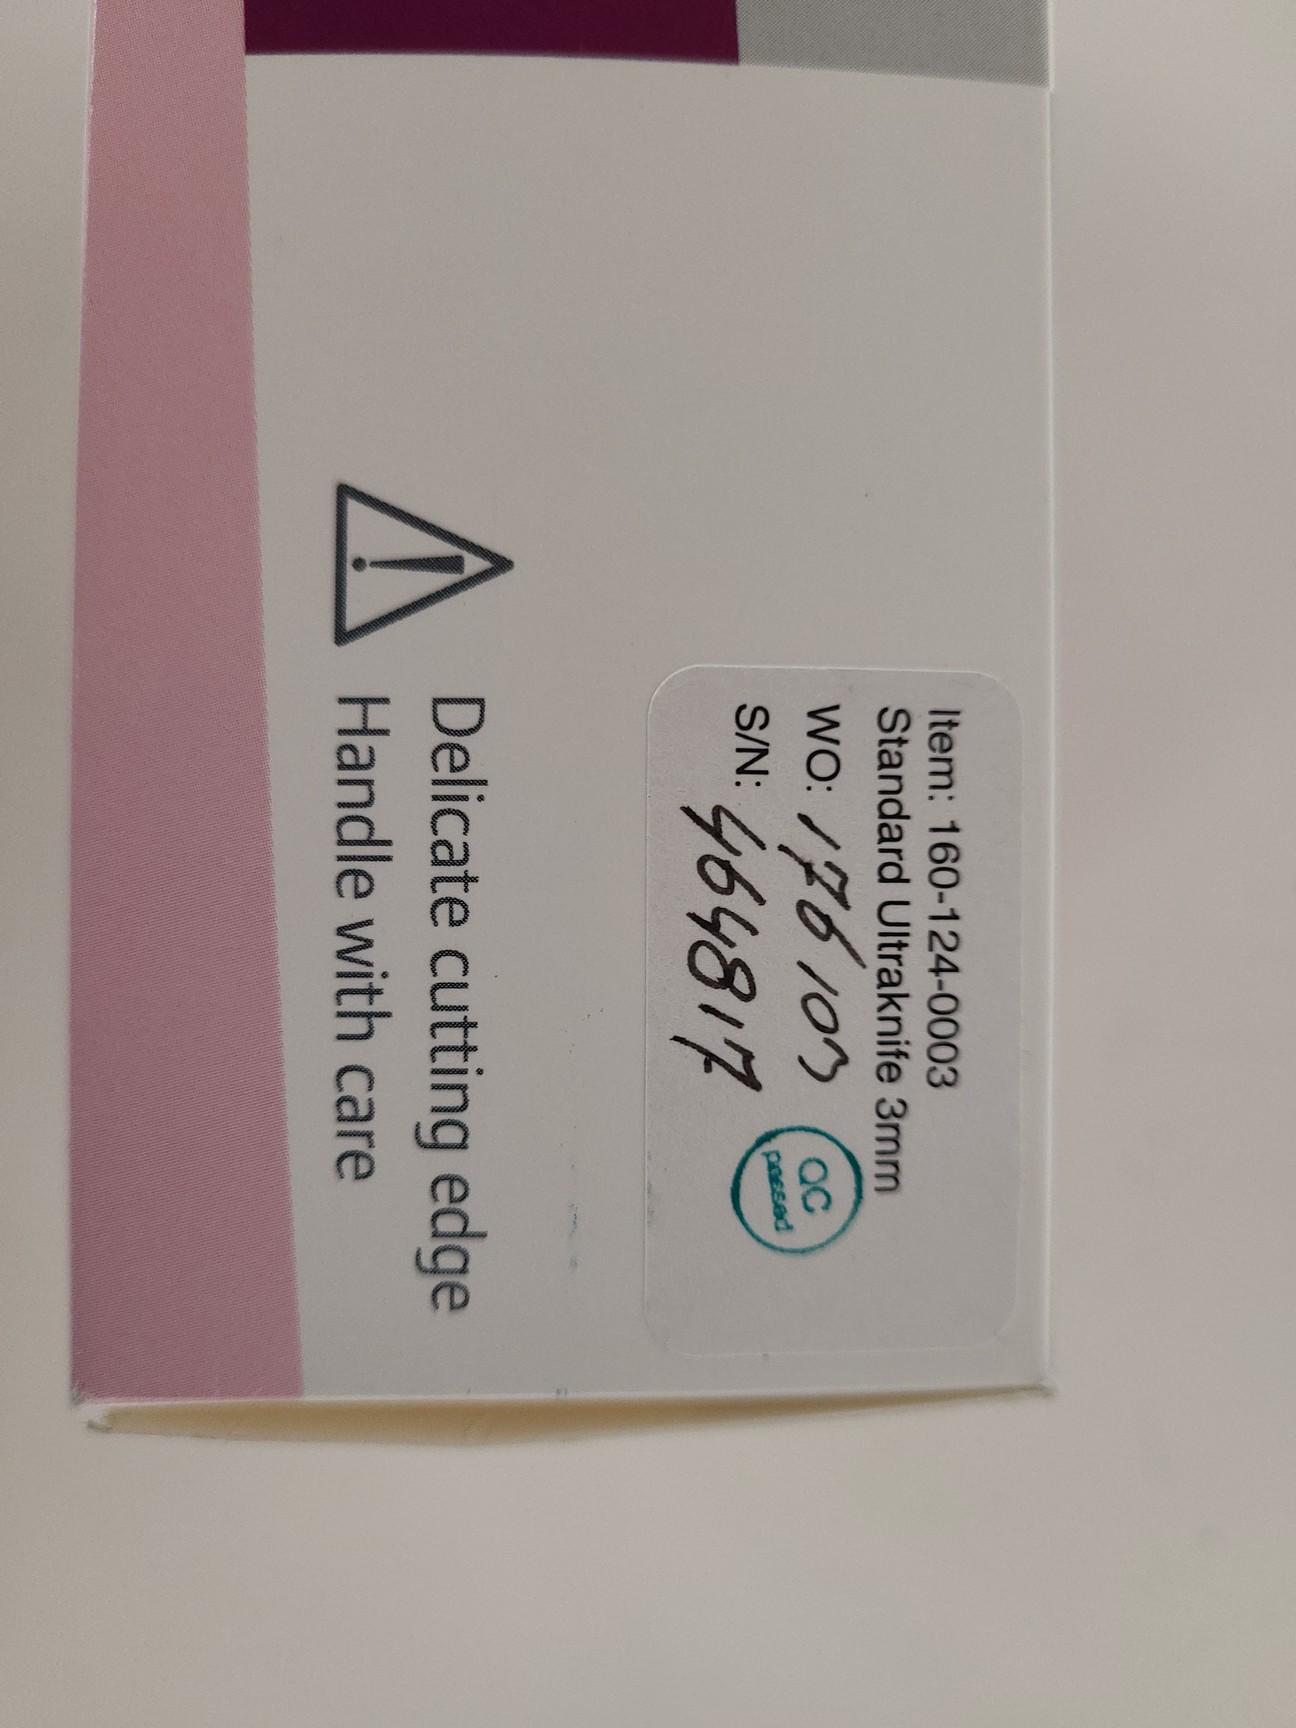 Item: 160-124-0003
Standard Ultraknife 3mm
WO: 176103
S/N: 464817
QC
passed
Delicate cutting edge
Handle with care